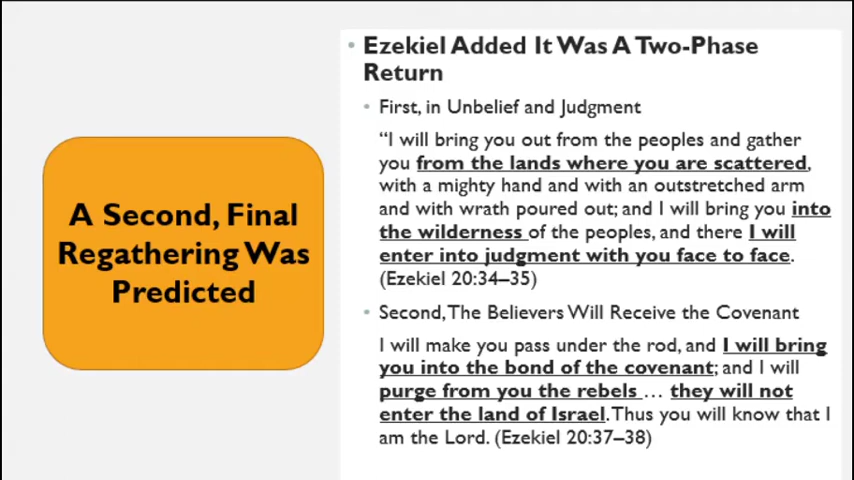 A Second, Final
Regathering Was
Predicted
• Ezekiel Added It Was A Two-Phase
Return
• First, in Unbelief and Judgment
“I will bring you out from the peoples and gather
you from the lands where you are scattered,
with a mighty hand and with an outstretched arm
and with wrath poured out; and I will bring you into
the wilderness of the peoples, and there I will
enter into judgment with you face to face.
(Ezekiel 20:34–35)
• Second, The Believers Will Receive the Covenant
I will make you pass under the rod, and I will bring
you into the bond of the covenant; and I will
purge from you the rebels … they will not
enter the land of Israel. Thus you will know that I
am the Lord. (Ezekiel 20:37–38)